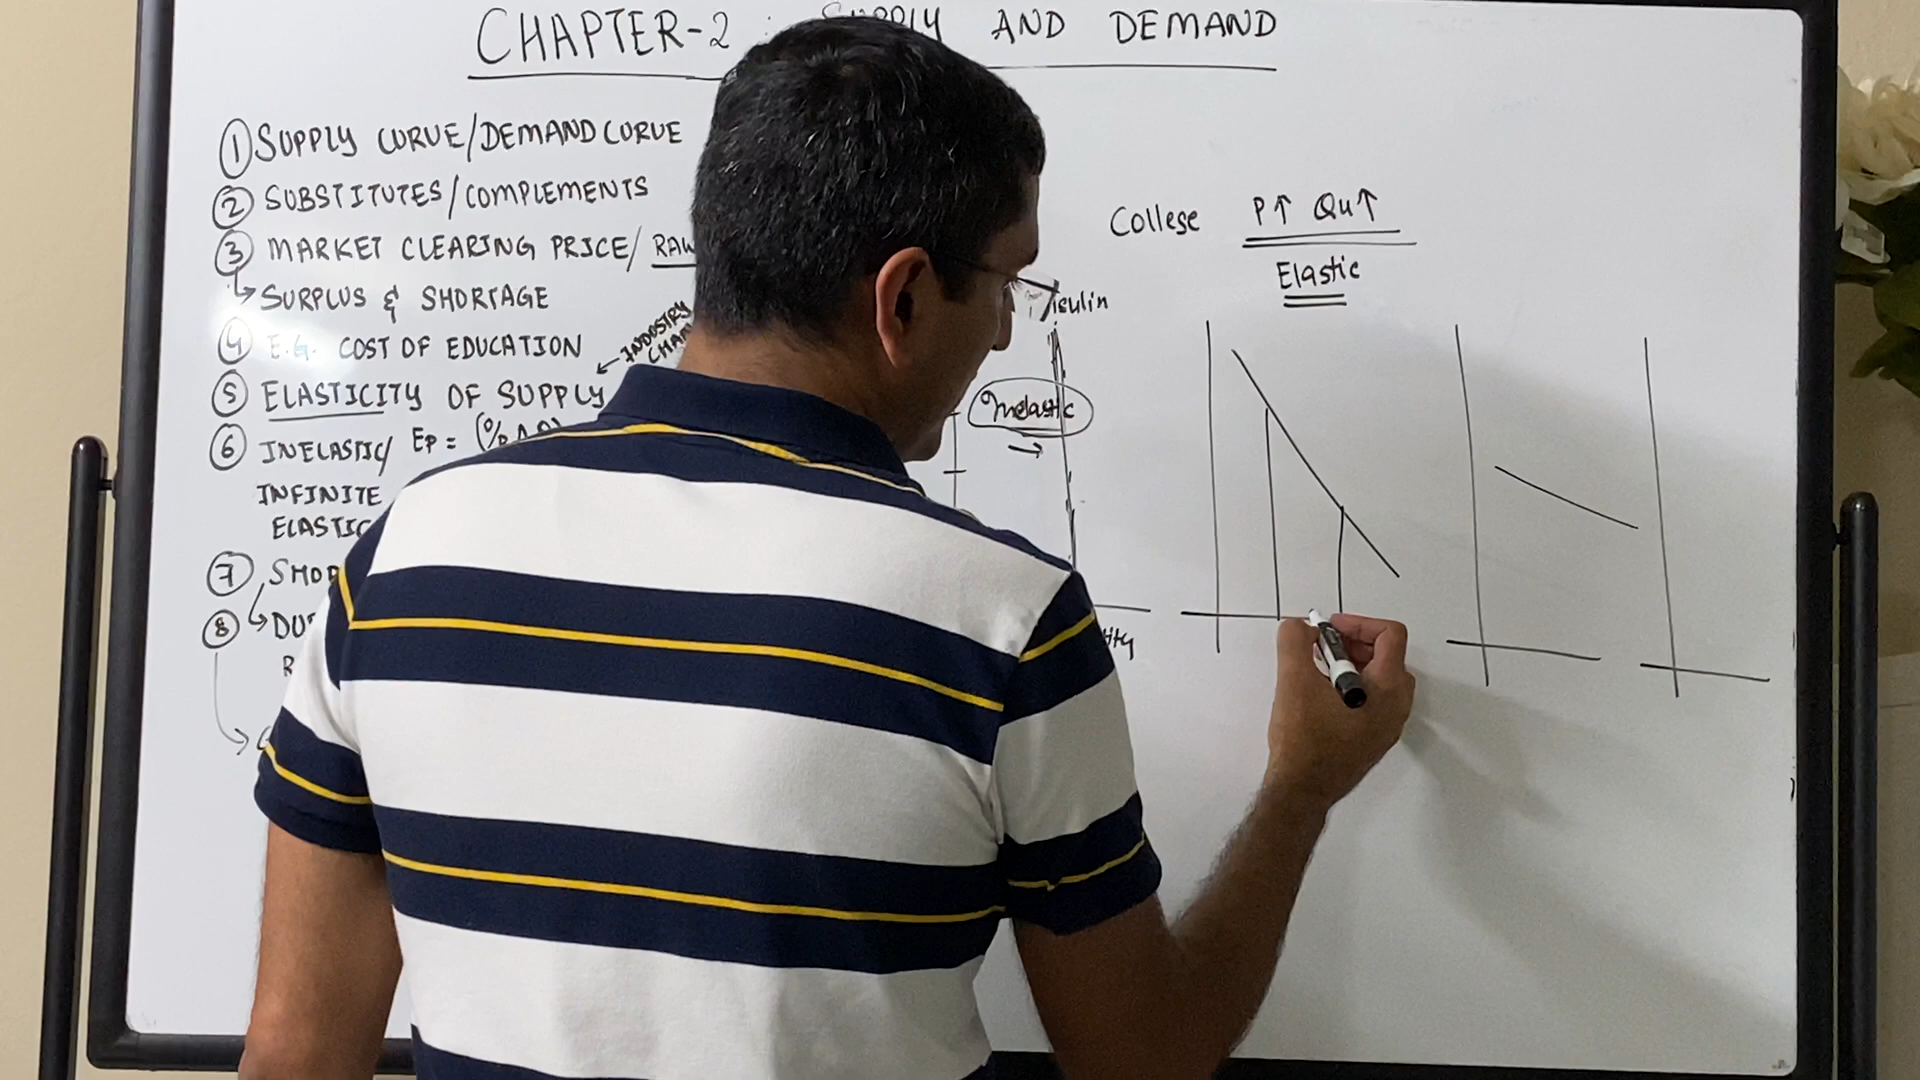 CHAPTER-2 : SUPPLY AND DEMAND
① SUPPLY CURVE/DEMAND CURVE
② SUBSTITUTES/COMPLEMENTS
③ MARKET CLEARING PRICE/ RAW
↳ SURPLUS & SHORTAGE
④ E.G. COST OF EDUCATION
⑤ ELASTICITY OF SUPPLY
← INDUSTRY
⑥ INELASTIC/ Ep = (%
INFINITE
ELASTIC
⑦ SHOR
⑧ ↳ DU
College P↑ Qu↑
Elastic
Inelastic
→